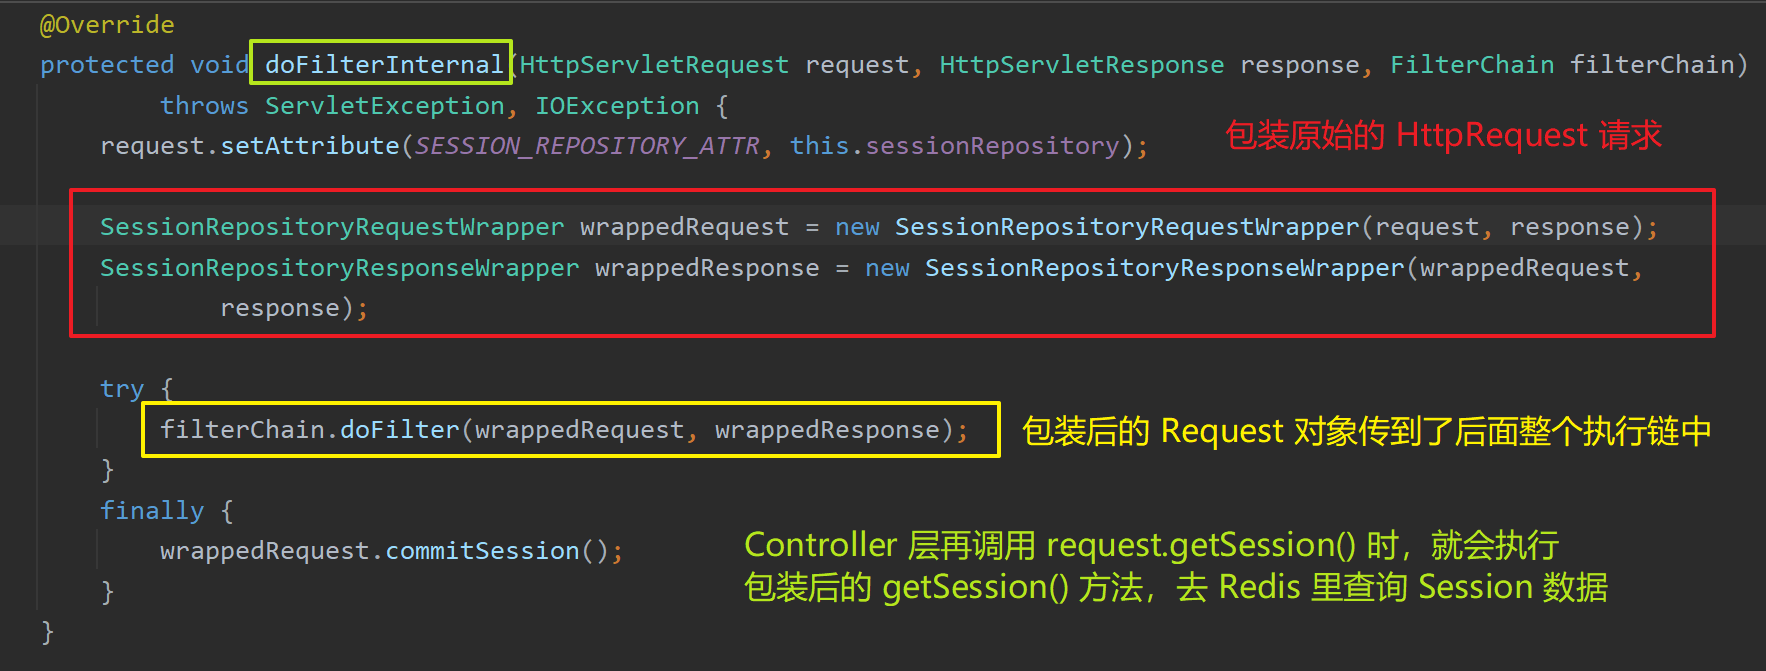 @Override
protected void doFilterInternal(HttpServletRequest request, HttpServletResponse response, FilterChain filterChain)
throws ServletException, IOException {
request.setAttribute(SESSION_REPOSITORY_ATTR, this.sessionRepository);
包装原始的 HttpRequest 请求
SessionRepositoryRequestWrapper wrappedRequest = new SessionRepositoryRequestWrapper(request, response);
SessionRepositoryResponseWrapper wrappedResponse = new SessionRepositoryResponseWrapper(wrappedRequest,
response);
try {
filterChain.doFilter(wrappedRequest, wrappedResponse);
包装后的 Request 对象传到了后面整个执行链中
}
finally {
wrappedRequest.commitSession();
Controller 层再调用 request.getSession() 时，就会执行
包装后的 getSession() 方法，去 Redis 里查询 Session 数据
}
}